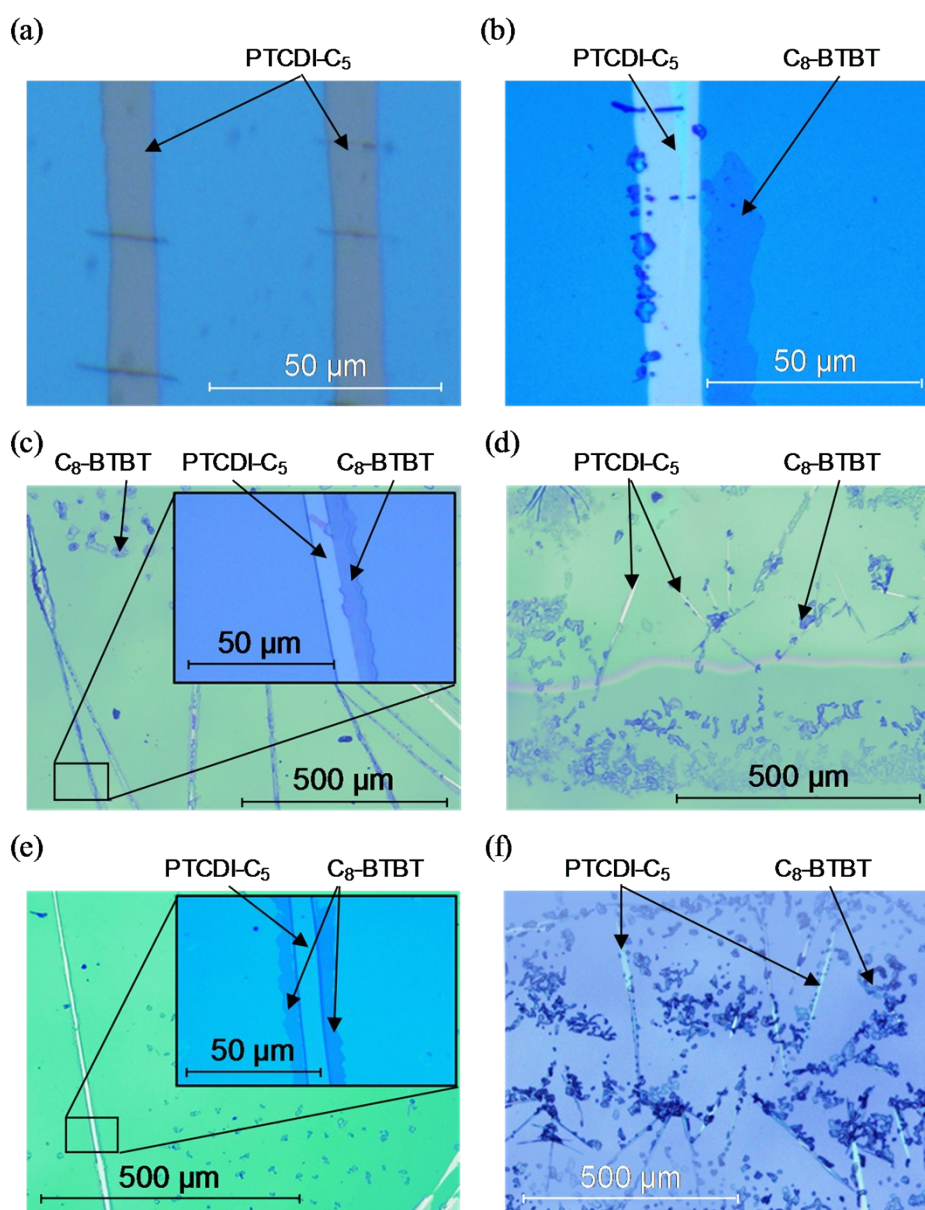 (a)
(b)
PTCDI-C₅
PTCDI-C₅
C₈-BTBT
50 µm
50 µm
(c)
(d)
C₈-BTBT
PTCDI-C₅
C₈-BTBT
PTCDI-C₅
C₈-BTBT
50 µm
500 µm
500 µm
(e)
(f)
PTCDI-C₅
C₈-BTBT
PTCDI-C₅
C₈-BTBT
50 µm
500 µm
500 µm